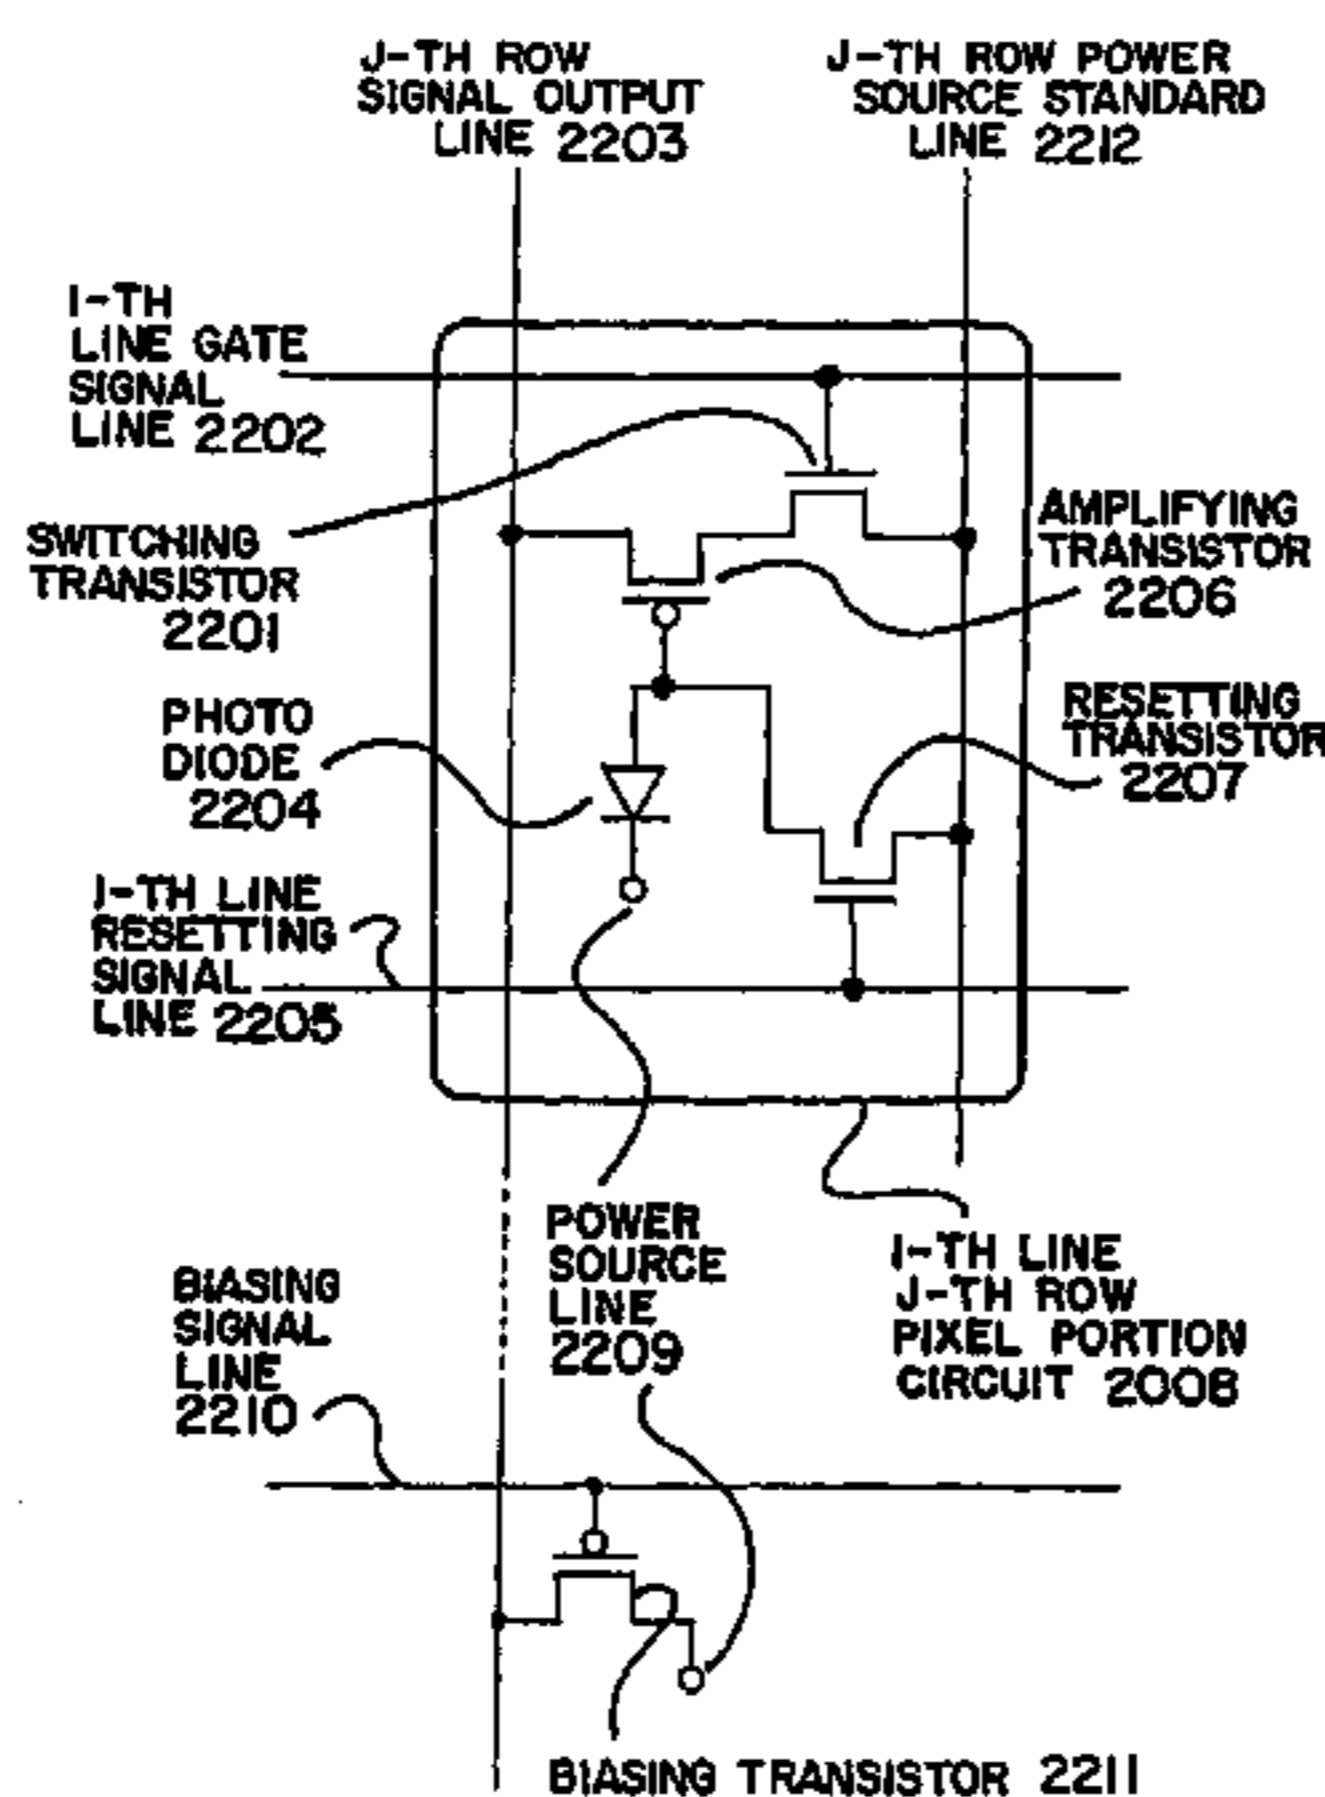 J-TH ROW
SIGNAL OUTPUT
LINE 2203
J-TH ROW POWER
SOURCE STANDARD
LINE 2212
I-TH
LINE GATE
SIGNAL
LINE 2202
SWITCHING
TRANSISTOR
2201
AMPLIFYING
TRANSISTOR
2206
PHOTO
DIODE
2204
RESETTING
TRANSISTOR
2207
I-TH LINE
RESETTING
SIGNAL
LINE 2205
POWER
SOURCE
LINE
2209
I-TH LINE
J-TH ROW
PIXEL PORTION
CIRCUIT 2008
BIASING
SIGNAL
LINE
2210
BIASING TRANSISTOR 2211